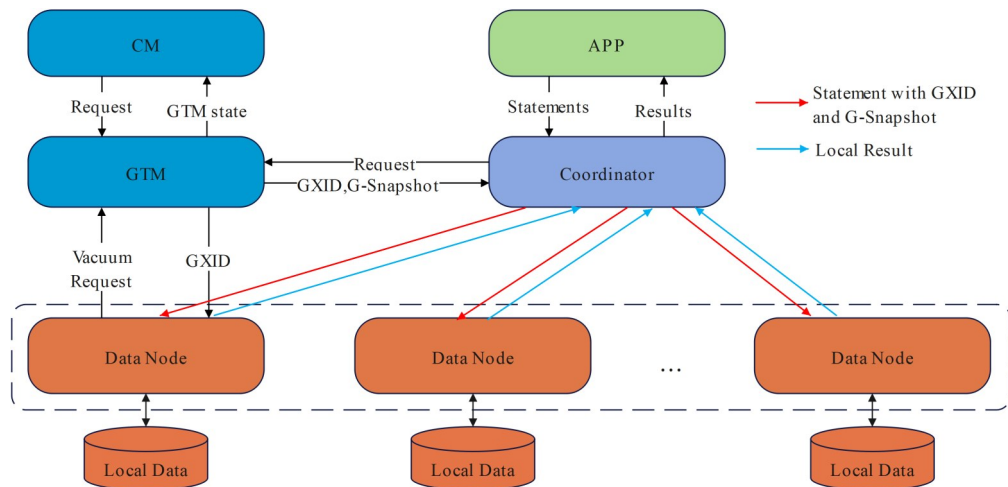 CM
APP
Request
GTM state
Statements
Results
Statement with GXID
and G-Snapshot
Local Result
GTM
Request
GXID,G-Snapshot
Coordinator
Vacuum
Request
GXID
Data Node
Data Node
...
Data Node
Local Data
Local Data
Local Data